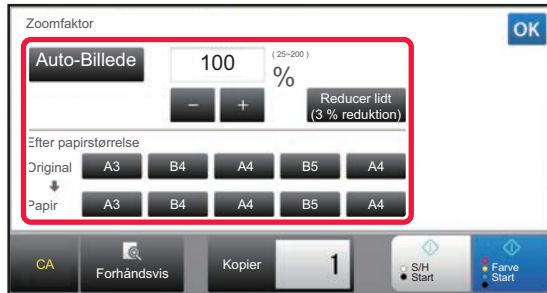 Zoomfaktor
OK
Auto-Billede
100
(25~200)
%
− +
Reducer lidt
(3 % reduktion)
Efter papirstørrelse
Original A3 B4 A4 B5 A4
Papir A3 B4 A4 B5 A4
CA
Forhåndsvis
Kopier
1
S/H
Start
Farve
Start